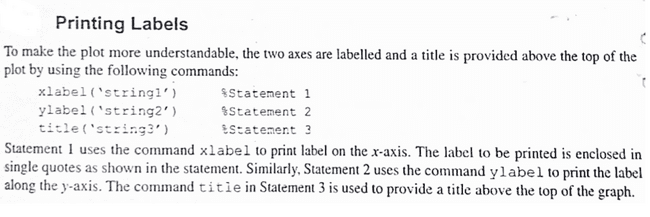 Printing Labels
To make the plot more understandable, the two axes are labelled and a title is provided above the top of the
plot by using the following commands:
xlabel('string1') %Statement 1
ylabel('string2') %Statement 2
title('string3') %Statement 3
Statement 1 uses the command xlabel to print label on the x-axis. The label to be printed is enclosed in
single quotes as shown in the statement. Similarly, Statement 2 uses the command ylabel to print the label
along the y-axis. The command title in Statement 3 is used to provide a title above the top of the graph.